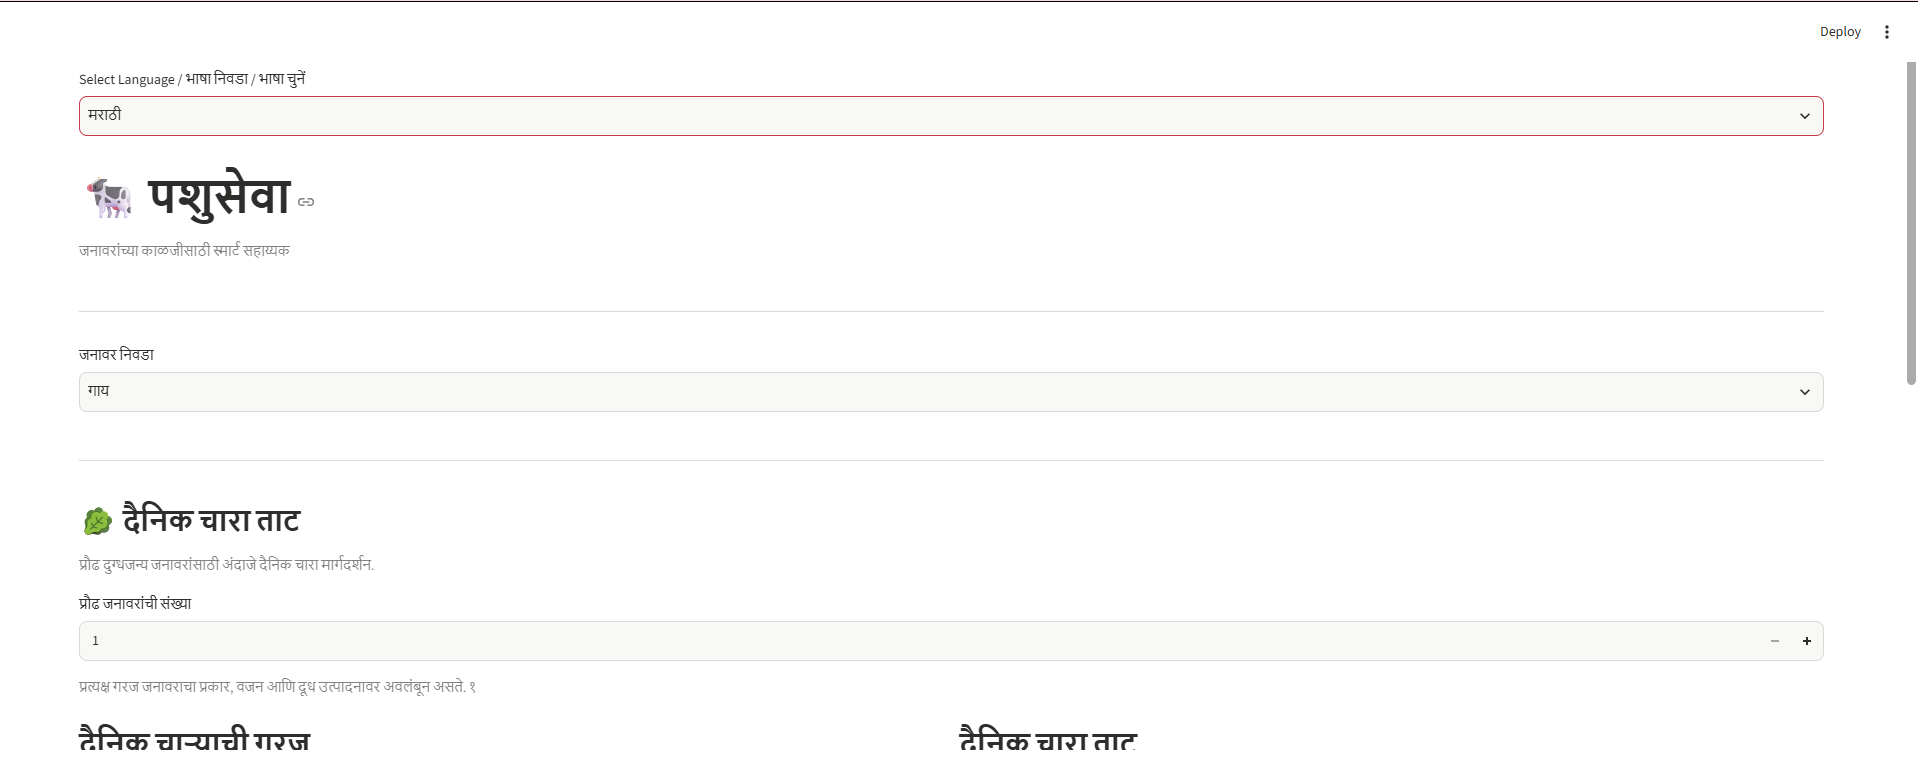 Deploy
Select Language / भाषा निवडा / भाषा चुनें
मराठी
पशुसेवा
जनावरांच्या काळजीसाठी स्मार्ट सहाय्यक
जनावर निवडा
गाय
दैनिक चारा ताट
प्रौढ दुग्धजन्य जनावरांसाठी अंदाजे दैनिक चारा मार्गदर्शन.
प्रौढ जनावरांची संख्या
1
प्रत्यक्ष गरज जनावराचा प्रकार, वजन आणि दूध उत्पादनावर अवलंबून असते. १
दैनिक चाऱ्याची गरज
दैनिक चारा ताट